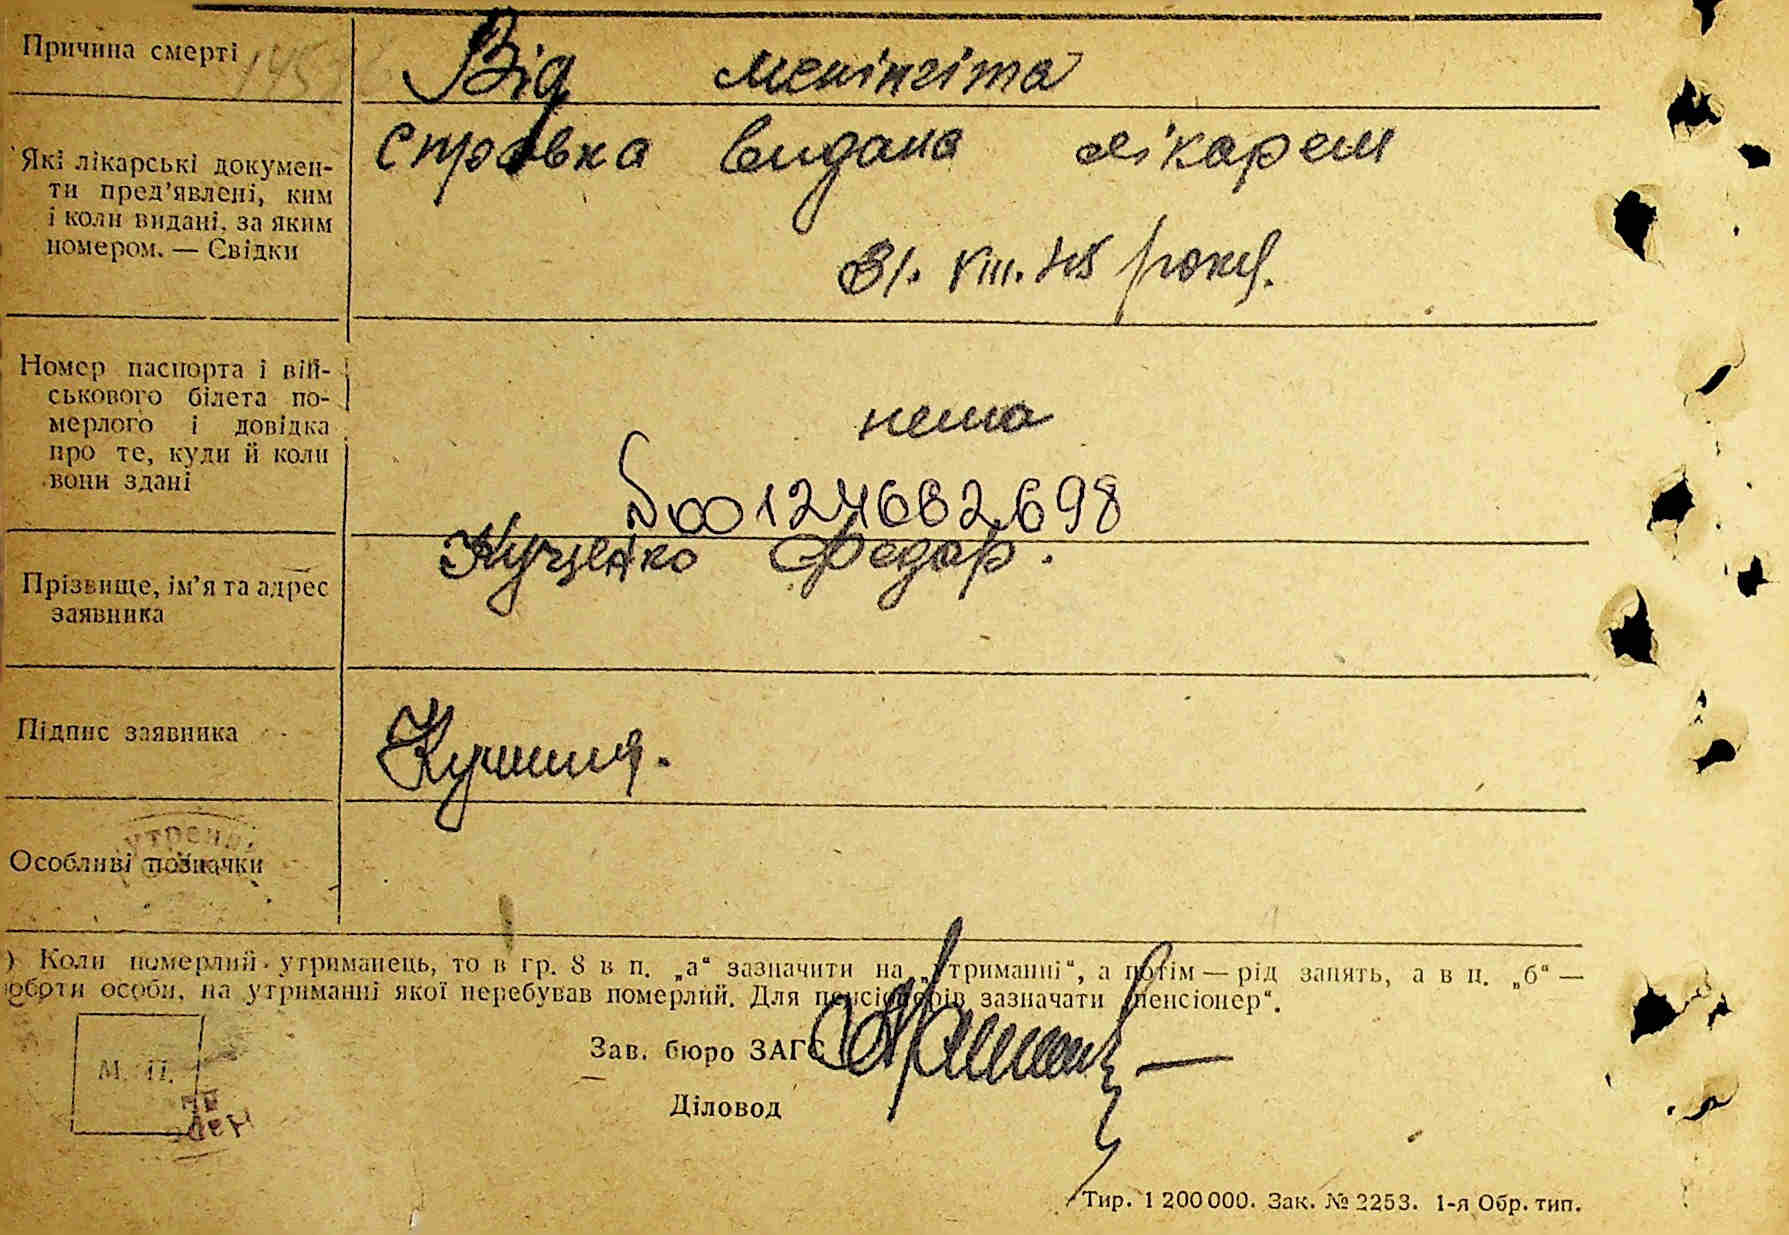 Причина смерті
Від менінгіта
Які лікарські докумен-
ти пред’явлені, ким
і коли видані, за яким
номером. — Свідки
Справка видана лікарем
31. VIII. року.
Номер паспорта і вій-
ськового білета по-
мерлого і довідка
про те, куди й коли
вони здані
нема
00124662698
Прізвище, ім’я та адрес
заявника
Куценко Федор.
Підпис заявника
Особливі позначки
) Коли померлий утриманець, то в гр. 8 в п. „а“ зазначити на „утриманні“, а потім — рід занять, а в п. „б“ —
роботи особи, на утриманні якої перебував померлий. Для пенсіонерів зазначати „пенсіонер“.
М. П.
Зав. бюро ЗАГС
Діловод
Тир. 1 200 000. Зак. № 2253. 1-я Обр. тип.